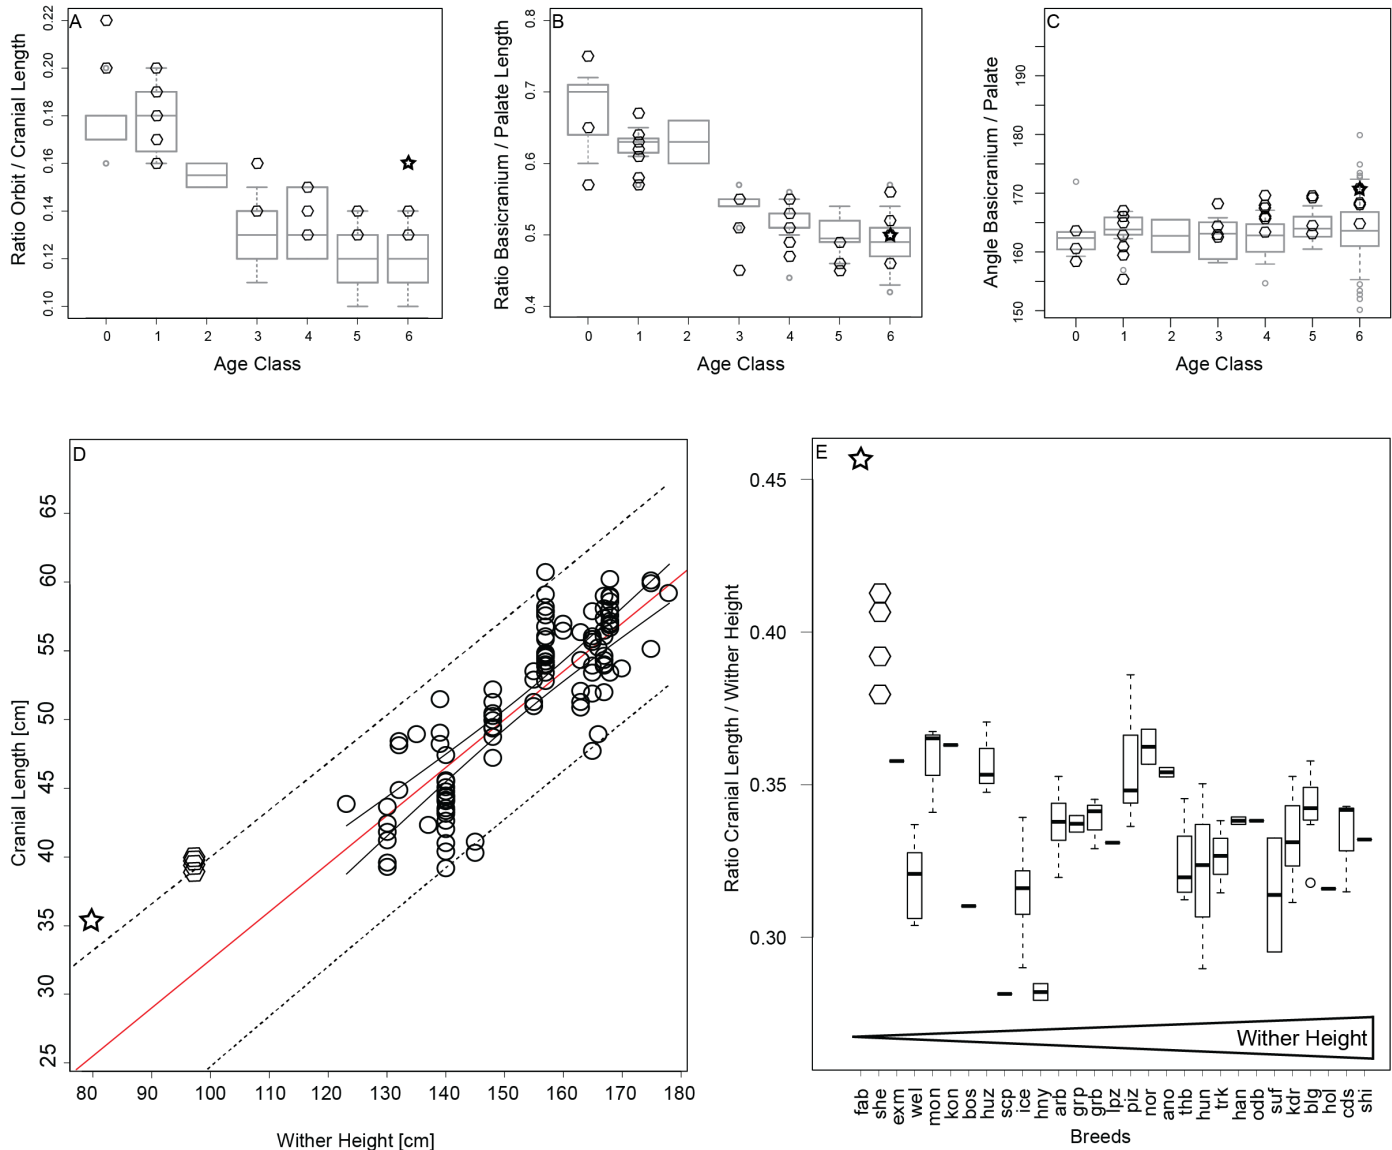 A
Ratio Orbit / Cranial Length
0.22
0.20
0.18
0.16
0.14
0.12
0.10
0 1 2 3 4 5 6
Age Class
B
Ratio Basicranium / Palate Length
0.8
0.7
0.6
0.5
0.4
0 1 2 3 4 5 6
Age Class
C
Angle Basicranium / Palate
190
180
170
160
150
0 1 2 3 4 5 6
Age Class
D
Cranial Length [cm]
65
60
55
50
45
40
35
30
25
80 90 100 110 120 130 140 150 160 170 180
Wither Height [cm]
E
Ratio Cranial Length / Wither Height
0.45
0.40
0.35
0.30
Wither Height
fab she exm wel mon kon bos huz scp ice hny arb grp grb lpz plz nor ano thb hun trk han odb suf kdr blg hol cds shi
Breeds